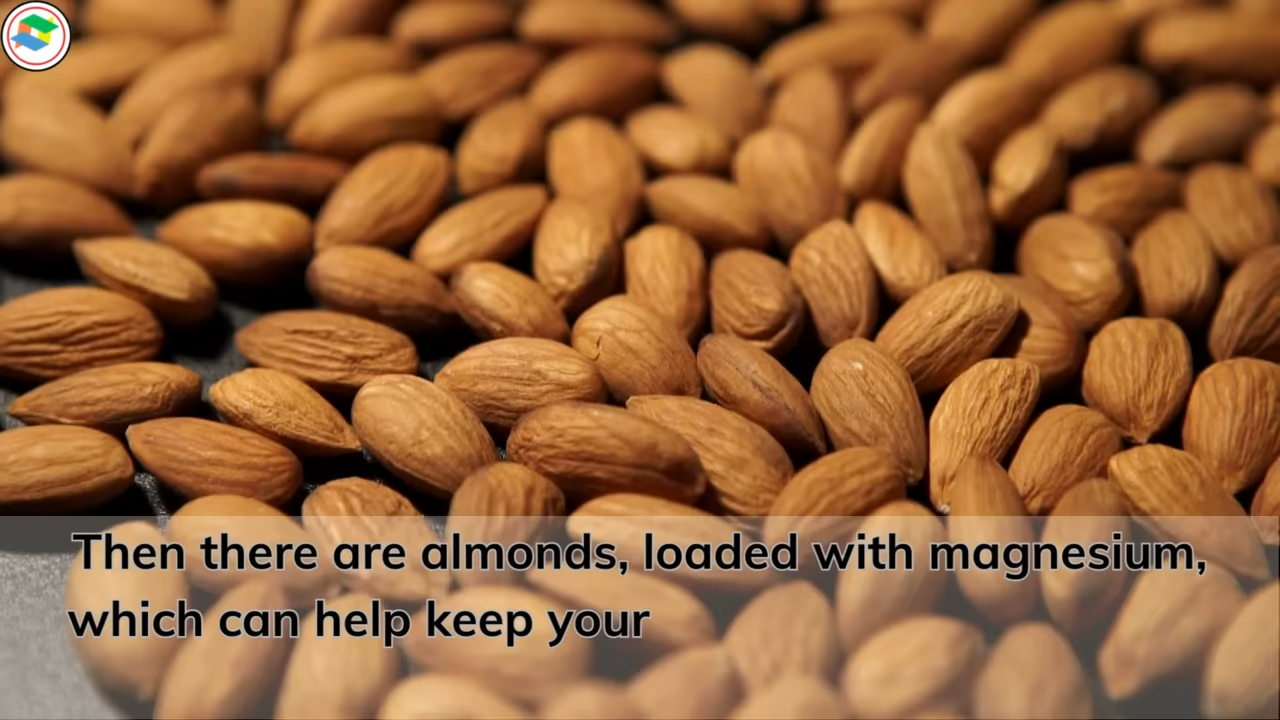 Then there are almonds, loaded with magnesium,
which can help keep your